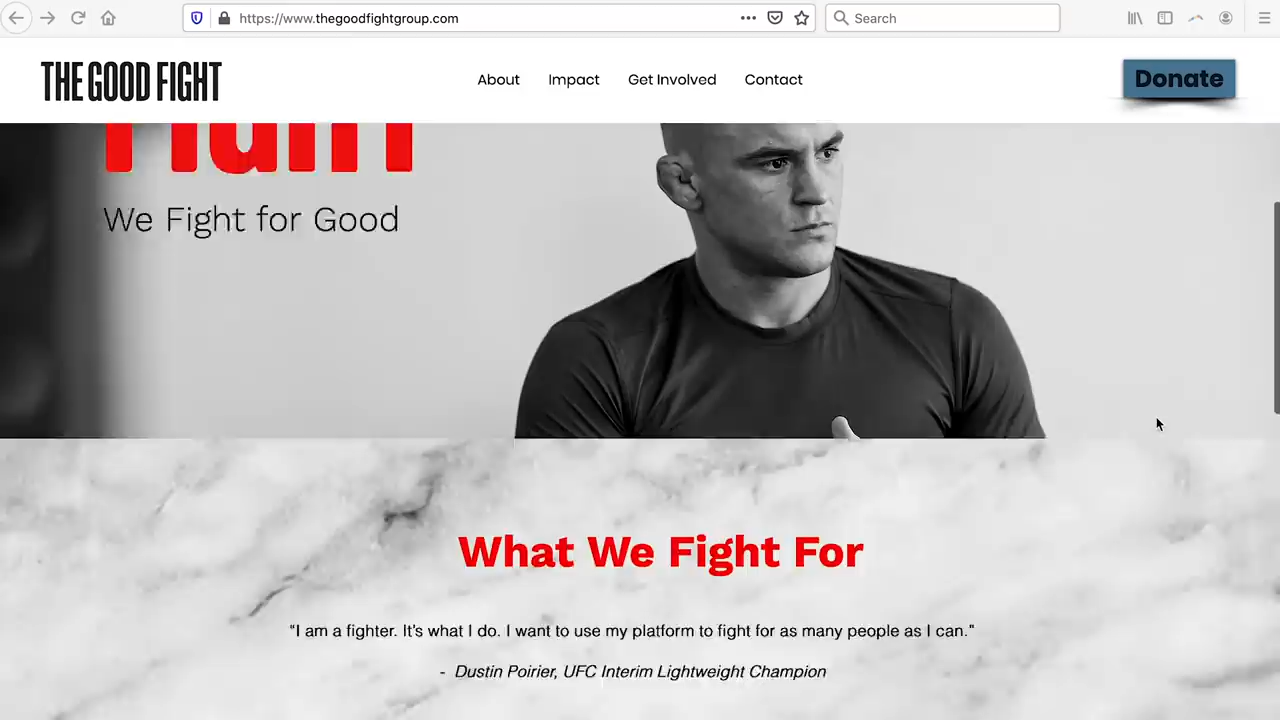 https://www.thegoodfightgroup.com
Search
THE GOOD FIGHT
About
Impact
Get Involved
Contact
Donate
We Fight for Good
What We Fight For
“I am a fighter. It’s what I do. I want to use my platform to fight for as many people as I can.”
- Dustin Poirier, UFC Interim Lightweight Champion